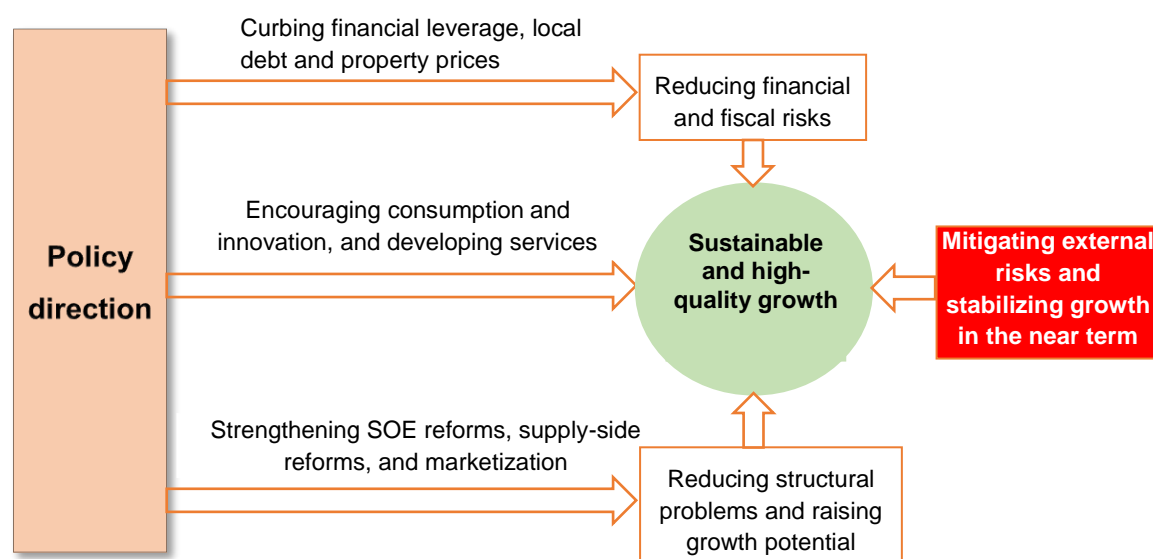 Curbing financial leverage, local
debt and property prices
Reducing financial
and fiscal risks
Encouraging consumption and
innovation, and developing services
Policy
direction
Sustainable
and high-
quality growth
Mitigating external
risks and
stabilizing growth
in the near term
Strengthening SOE reforms, supply-side
reforms, and marketization
Reducing structural
problems and raising
growth potential